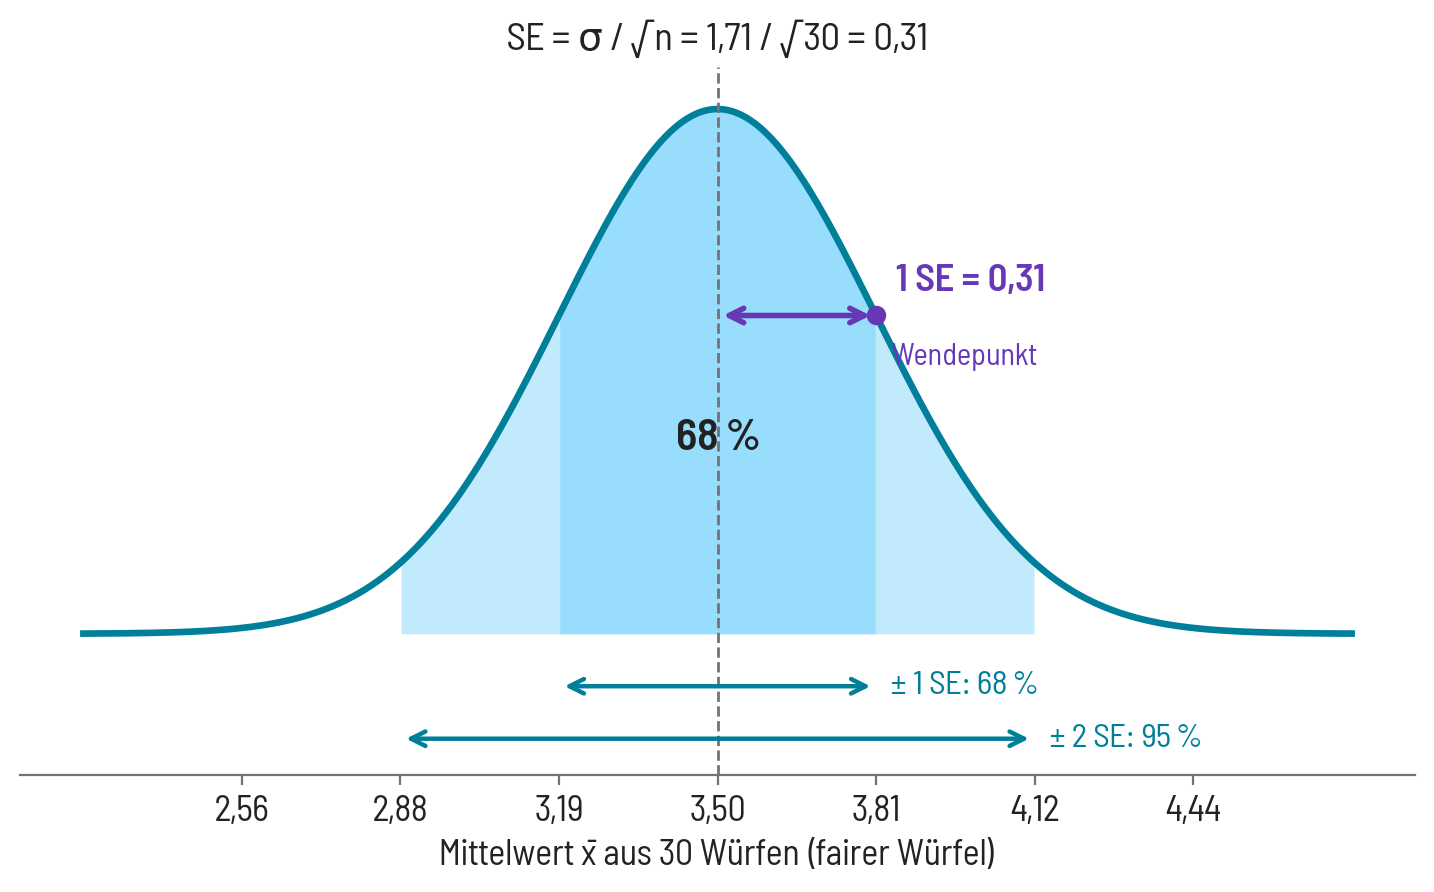 SE = σ / √n = 1,71 / √30 = 0,31
1 SE = 0,31
Wendepunkt
68 %
± 1 SE: 68 %
± 2 SE: 95 %
2,56 2,88 3,19 3,50 3,81 4,12 4,44
Mittelwert x̄ aus 30 Würfen (fairer Würfel)